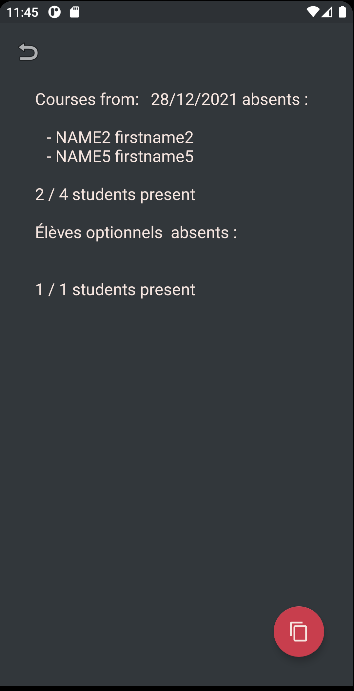 11:45
Courses from:   28/12/2021 absents :
- NAME2 firstname2
- NAME5 firstname5
2 / 4 students present
Élèves optionnels  absents :
1 / 1 students present